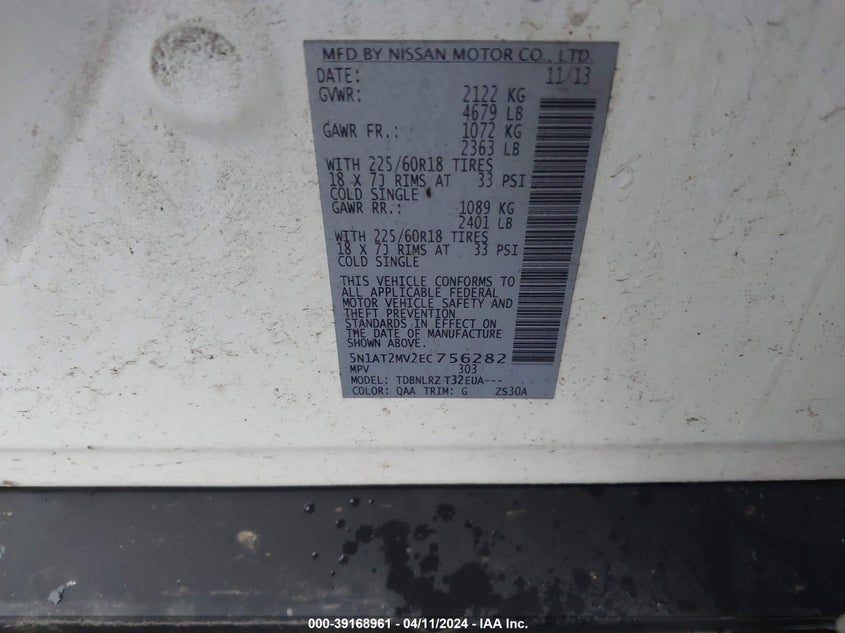 MFD BY NISSAN MOTOR CO., LTD.
DATE: 11/13
GVWR: 2122 KG
4679 LB
GAWR FR.: 1072 KG
2363 LB
WITH 225/60R18 TIRES
18 X 7J RIMS AT 33 PSI
COLD SINGLE
GAWR RR.: 1089 KG
2401 LB
WITH 225/60R18 TIRES
18 X 7J RIMS AT 33 PSI
COLD SINGLE
THIS VEHICLE CONFORMS TO
ALL APPLICABLE FEDERAL
MOTOR VEHICLE SAFETY AND
THEFT PREVENTION
STANDARDS IN EFFECT ON
THE DATE OF MANUFACTURE
SHOWN ABOVE.
5N1AT2MV2EC756282
MPV 303
MODEL: TDBNLRZ T32EUA---
COLOR: QAA TRIM: G ZS30A
000-39168961 - 04/11/2024 - IAA Inc.